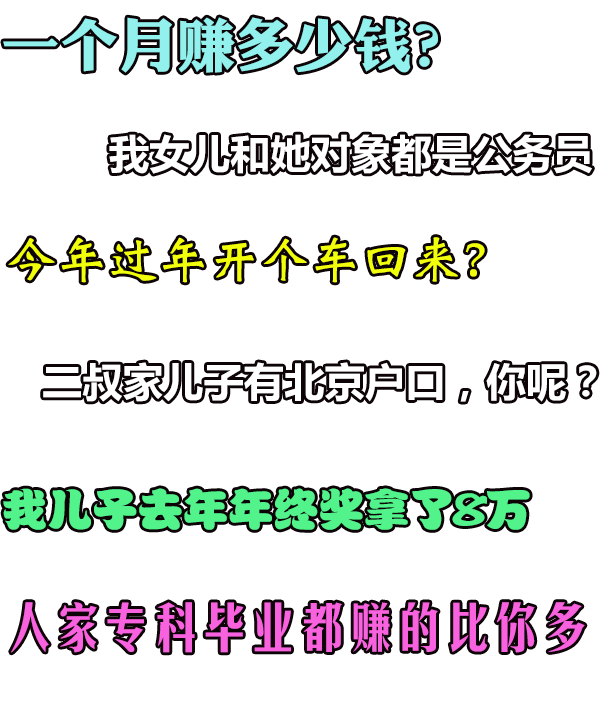 一个月赚多少钱?
我女儿和她对象都是公务员
今年过年开个车回来?
二叔家儿子有北京户口，你呢？
我儿子去年年终奖拿了8万
人家专科毕业都赚的比你多